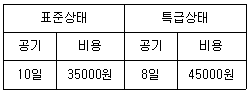 표준상태 특급상태
공기 비용 공기 비용
10일 35000원 8일 45000원